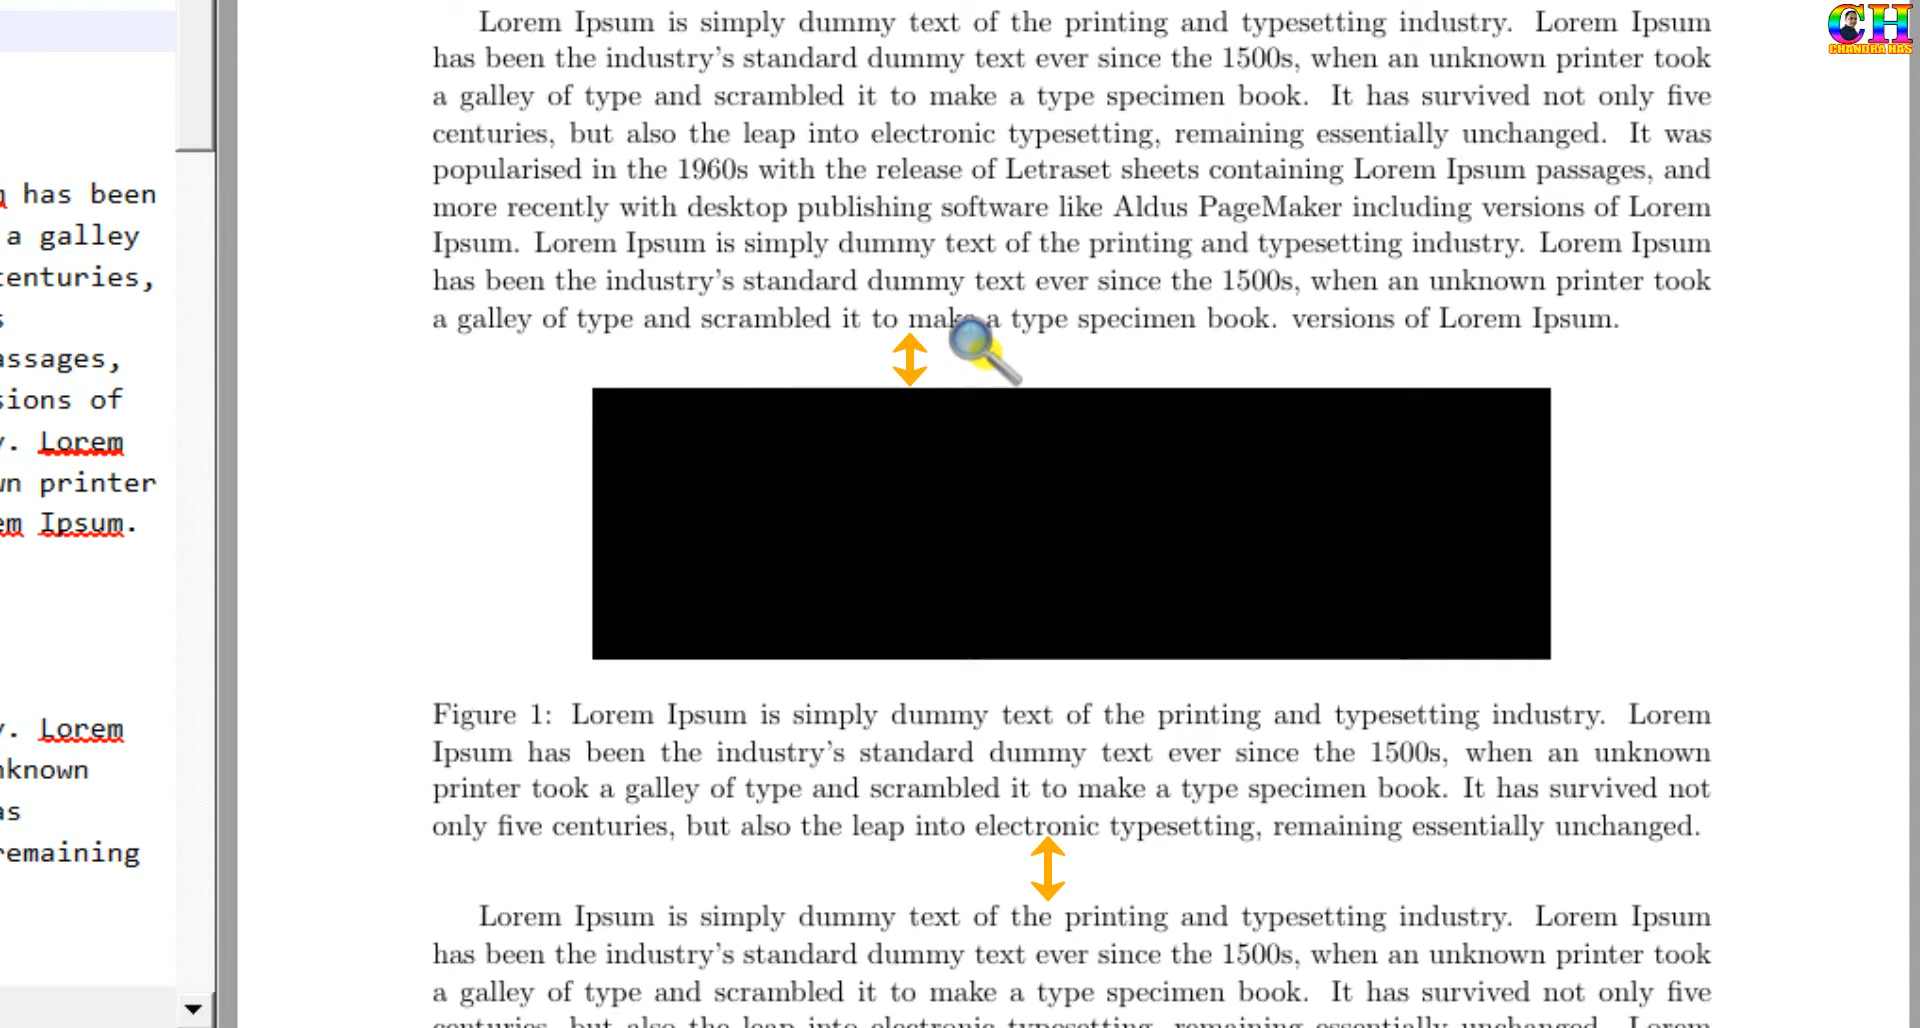 Lorem Ipsum is simply dummy text of the printing and typesetting industry. Lorem Ipsum
has been the industry's standard dummy text ever since the 1500s, when an unknown printer took
a galley of type and scrambled it to make a type specimen book. It has survived not only five
centuries, but also the leap into electronic typesetting, remaining essentially unchanged. It was
popularised in the 1960s with the release of Letraset sheets containing Lorem Ipsum passages, and
more recently with desktop publishing software like Aldus PageMaker including versions of Lorem
Ipsum. Lorem Ipsum is simply dummy text of the printing and typesetting industry. Lorem Ipsum
has been the industry's standard dummy text ever since the 1500s, when an unknown printer took
a galley of type and scrambled it to make a type specimen book. versions of Lorem Ipsum.
Figure 1: Lorem Ipsum is simply dummy text of the printing and typesetting industry. Lorem
Ipsum has been the industry's standard dummy text ever since the 1500s, when an unknown
printer took a galley of type and scrambled it to make a type specimen book. It has survived not
only five centuries, but also the leap into electronic typesetting, remaining essentially unchanged.
Lorem Ipsum is simply dummy text of the printing and typesetting industry. Lorem Ipsum
has been the industry's standard dummy text ever since the 1500s, when an unknown printer took
a galley of type and scrambled it to make a type specimen book. It has survived not only five
has been
a galley
centuries,
passages,
of
Lorem
printer
Ipsum.
Lorem
remaining
CH
CHANDRA HAS